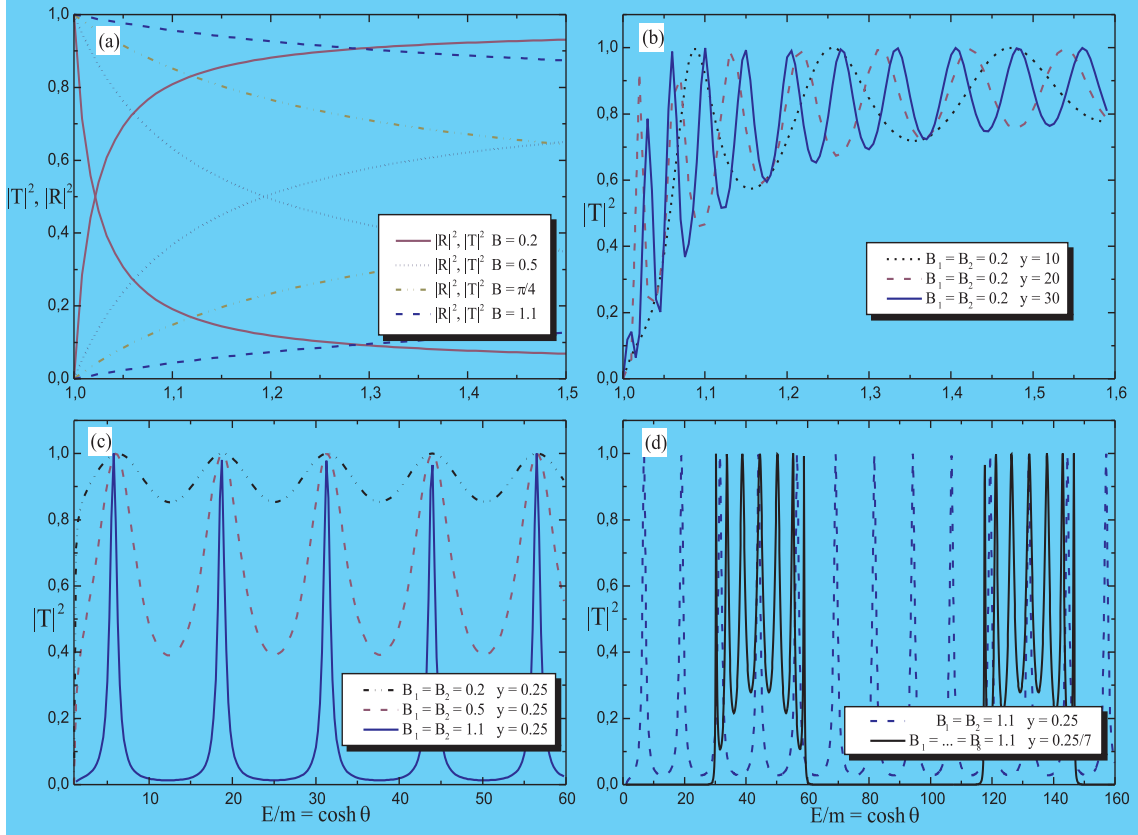 (a)
1,0
0,8
0,6
0,4
0,2
0,0
|T|², |R|²
|R|², |T|² B = 0.2
|R|², |T|² B = 0.5
|R|², |T|² B = π/4
|R|², |T|² B = 1.1
1,0 1,1 1,2 1,3 1,4 1,5
(b)
1,0
0,8
0,6
0,4
0,2
0,0
|T|²
B₁ = B₂ = 0.2 y = 10
B₁ = B₂ = 0.2 y = 20
B₁ = B₂ = 0.2 y = 30
1,0 1,1 1,2 1,3 1,4 1,5 1,6
(c)
1,0
0,8
0,6
0,4
0,2
0,0
|T|²
B₁ = B₂ = 0.2 y = 0.25
B₁ = B₂ = 0.5 y = 0.25
B₁ = B₂ = 1.1 y = 0.25
10 20 30 40 50 60
E/m = cosh θ
(d)
1,0
0,8
0,6
0,4
0,2
0,0
|T|²
B₁ = B₂ = 1.1 y = 0.25
B₁ = ... = B₈ = 1.1 y = 0.25/7
0 20 40 60 80 100 120 140 160
E/m = cosh θ